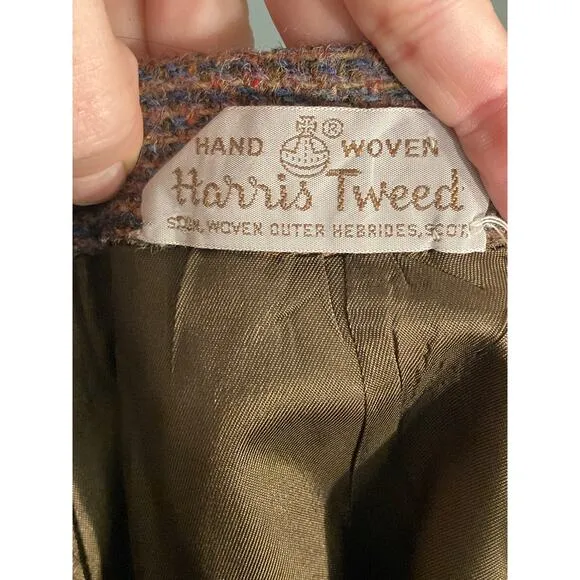 HAND ® WOVEN
Harris Tweed
WOVEN OUTER HEBRIDES,